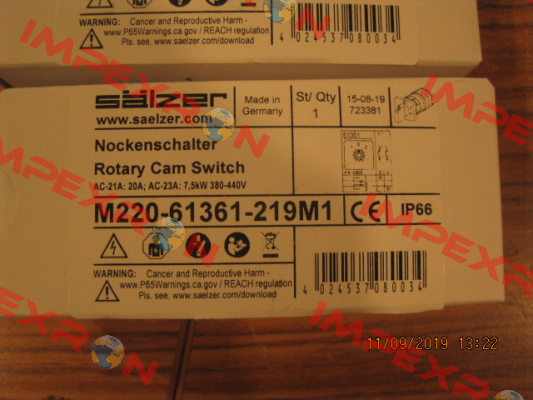 WARNING: Cancer and Reproductive Harm -
www.P65Warnings.ca.gov / REACH regulation
Pls. see www.saelzer.com/download
4 024537 080034
sälzer
www.saelzer.com
Made in
Germany
St/ Qty
1
15-08-19
723381
Nockenschalter
Rotary Cam Switch
AC-21A: 20A; AC-23A: 7,5kW 380-440V
61361
M220-61361-219M1
CE
IP66
WARNING: Cancer and Reproductive Harm -
www.P65Warnings.ca.gov / REACH regulation
Pls. see www.saelzer.com/download
4 024537 080034
11/09/2019 13:22
IMPEXRON